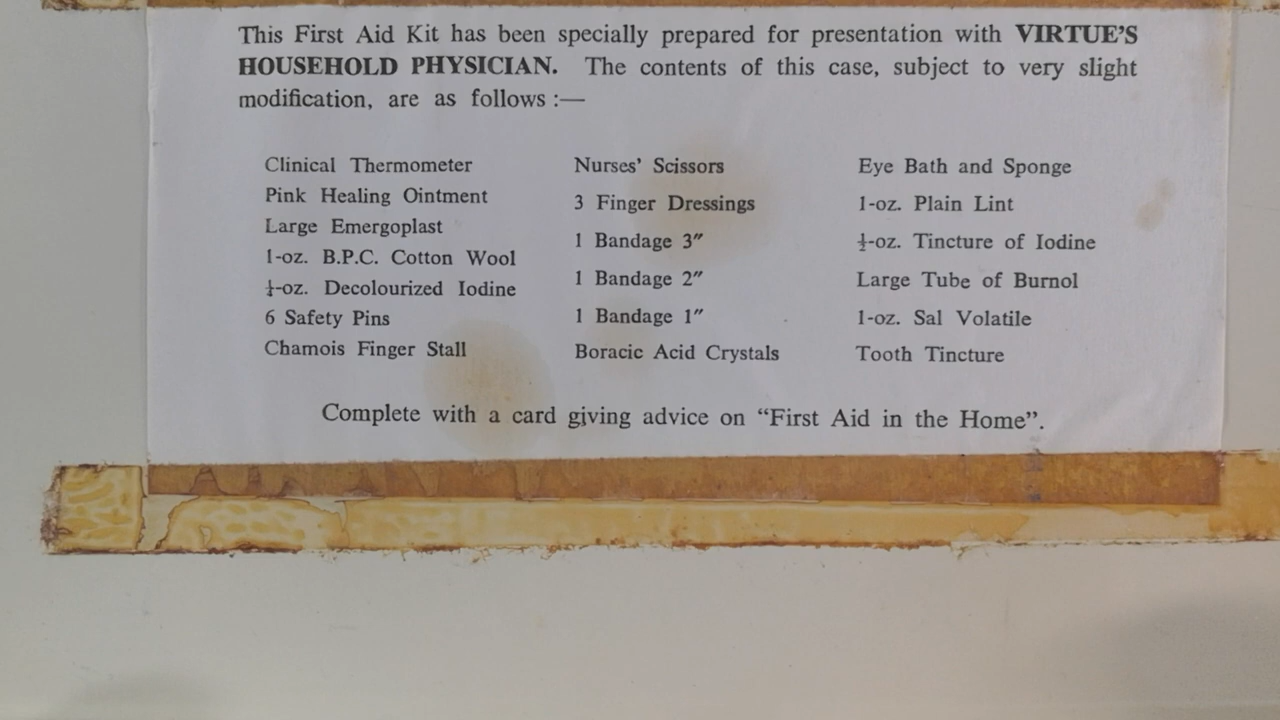 This First Aid Kit has been specially prepared for presentation with VIRTUE'S
HOUSEHOLD PHYSICIAN. The contents of this case, subject to very slight
modification, are as follows :—
Clinical Thermometer
Pink Healing Ointment
Large Emergoplast
1-oz. B.P.C. Cotton Wool
½-oz. Decolourized Iodine
6 Safety Pins
Chamois Finger Stall
Nurses' Scissors
3 Finger Dressings
1 Bandage 3″
1 Bandage 2″
1 Bandage 1″
Boracic Acid Crystals
Eye Bath and Sponge
1-oz. Plain Lint
½-oz. Tincture of Iodine
Large Tube of Burnol
1-oz. Sal Volatile
Tooth Tincture
Complete with a card giving advice on “First Aid in the Home”.